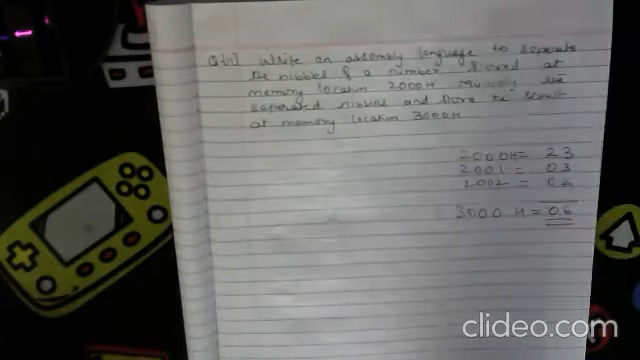 Q.(ii) Write an assembly language to separate
the nibbles of a number stored at
memory location 2000H Multiply the
separated nibbles and store the result
at memory location 3000H
2000H = 23
2001 = 03
2002 =
3000 H = 06
clideo.com